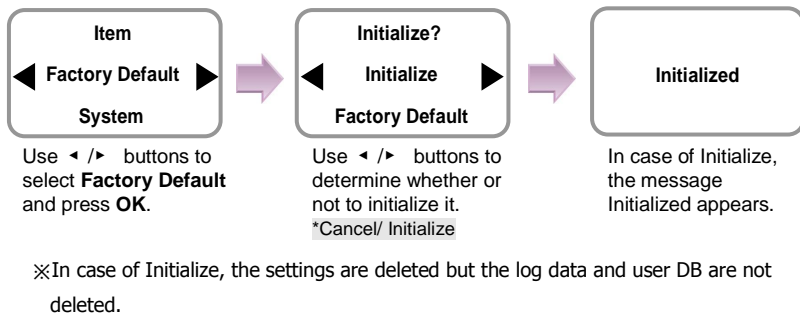 Item
Factory Default
System
Initialize?
Initialize
Factory Default
Initialized
Use ◄ /► buttons to
select Factory Default
and press OK.
Use ◄ /► buttons to
determine whether or
not to initialize it.
*Cancel/ Initialize
In case of Initialize,
the message
Initialized appears.
※In case of Initialize, the settings are deleted but the log data and user DB are not
deleted.